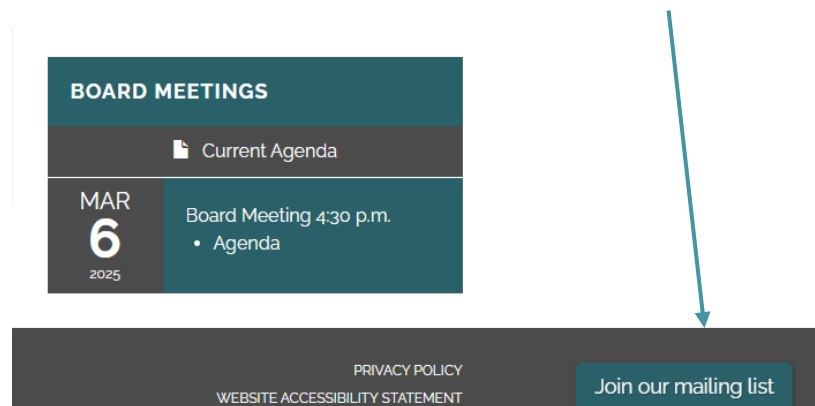 BOARD MEETINGS
Current Agenda
MAR
6
2025
Board Meeting 4:30 p.m.
• Agenda
PRIVACY POLICY
WEBSITE ACCESSIBILITY STATEMENT
Join our mailing list